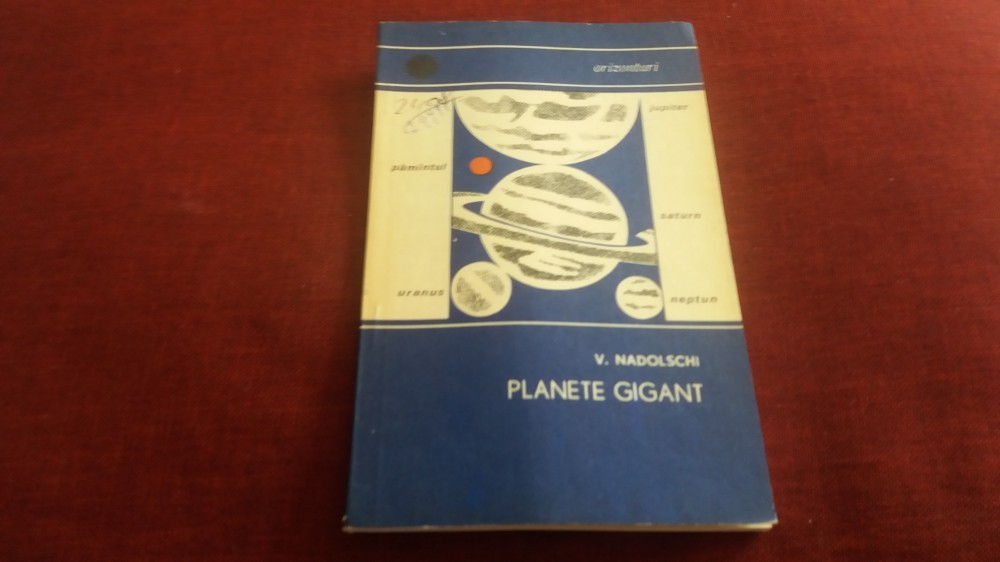 orizonturi
jupiter
pămîntul
saturn
uranus
neptun
V. NADOLSCHI
PLANETE GIGANT